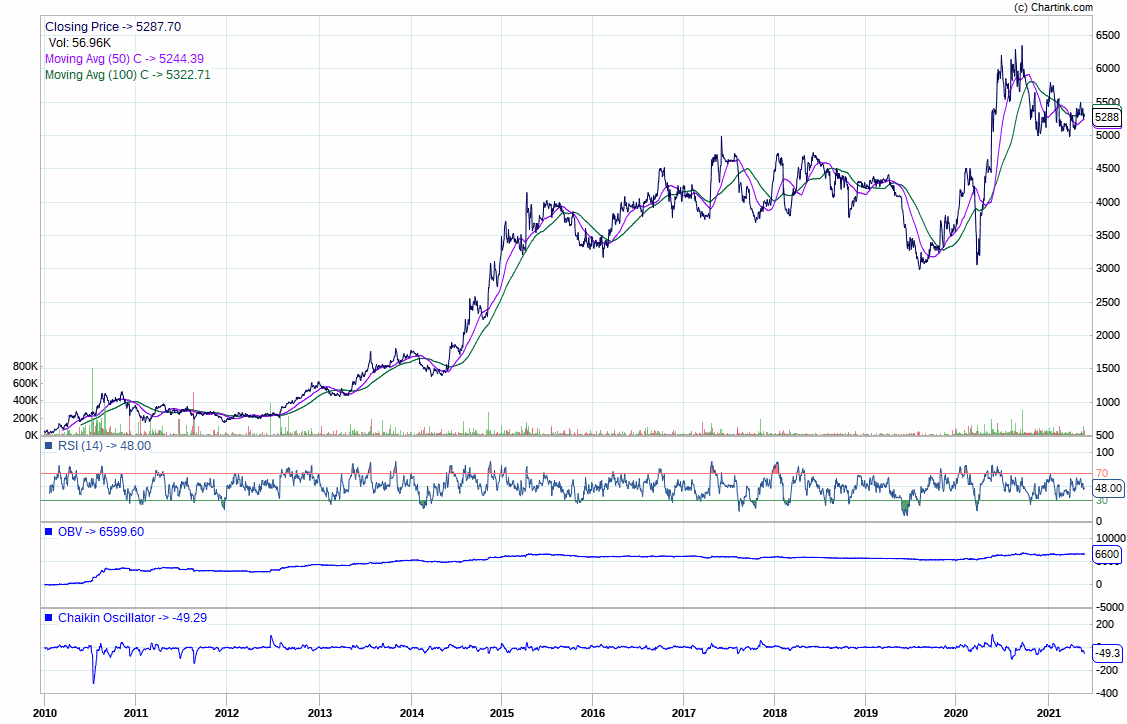 (c) Chartink.com
Closing Price -> 5287.70
Vol: 56.96K
Moving Avg (50) C -> 5244.39
Moving Avg (100) C -> 5322.71
6500
6000
5500
5288
5000
4500
4000
3500
3000
2500
2000
1500
1000
500
800K
600K
400K
200K
0K
RSI (14) -> 48.00
100
70
48.00
30
0
OBV -> 6599.60
10000
6600
0
-5000
Chaikin Oscillator -> -49.29
200
-49.3
-200
-400
2010 2011 2012 2013 2014 2015 2016 2017 2018 2019 2020 2021